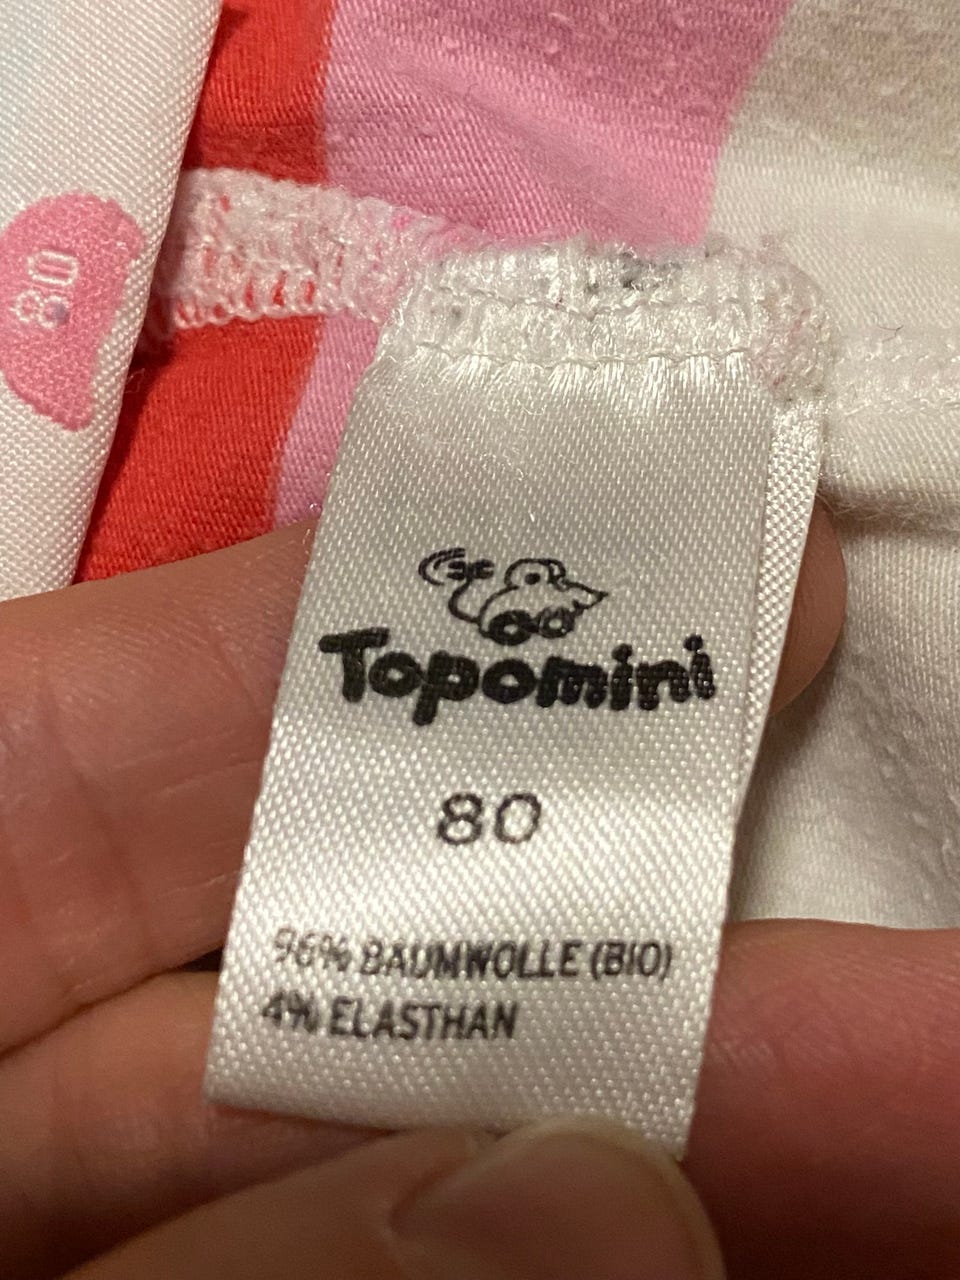 80
Topomini
80
96% BAUMWOLLE (BIO)
4% ELASTHAN